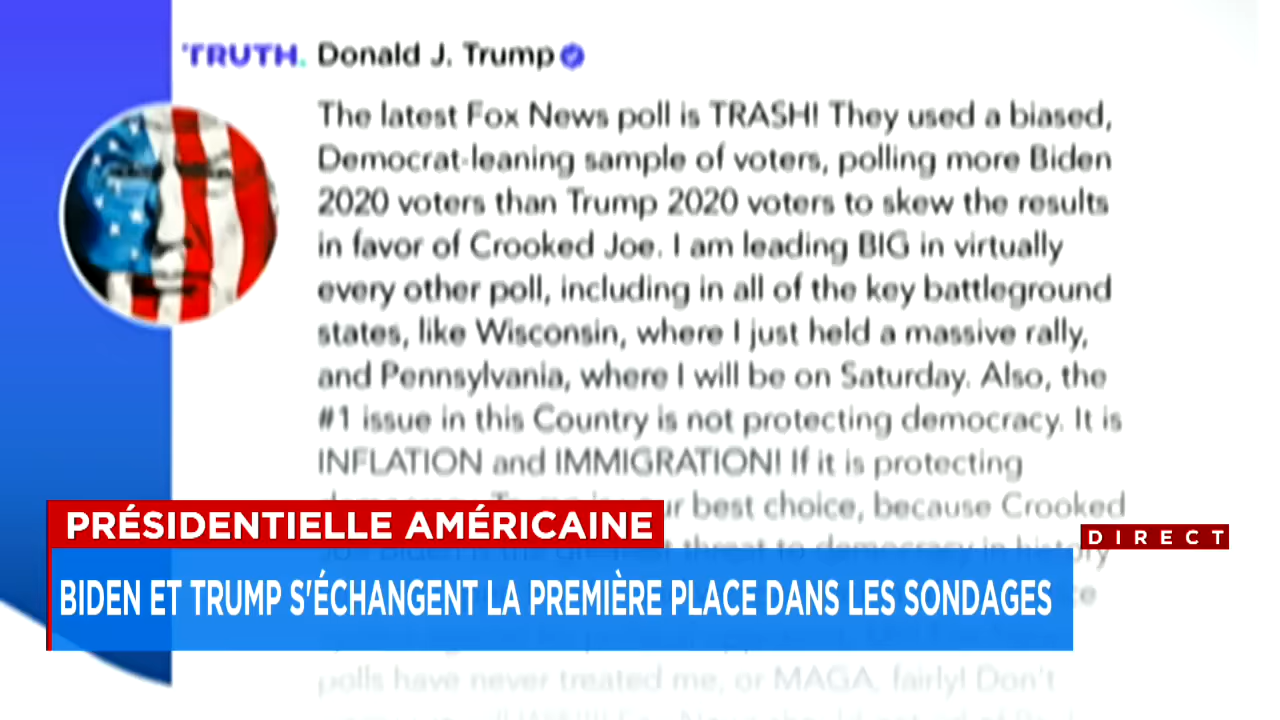 TRUTH. Donald J. Trump
The latest Fox News poll is TRASH! They used a biased,
Democrat-leaning sample of voters, polling more Biden
2020 voters than Trump 2020 voters to skew the results
in favor of Crooked Joe. I am leading BIG in virtually
every other poll, including in all of the key battleground
states, like Wisconsin, where I just held a massive rally,
and Pennsylvania, where I will be on Saturday. Also, the
#1 issue in this Country is not protecting democracy. It is
INFLATION and IMMIGRATION! If it is protecting
best choice, because Crooked
threat to democracy in history
polls have never treated me, or MAGA, fairly! Don't
PRÉSIDENTIELLE AMÉRICAINE
DIRECT
BIDEN ET TRUMP S'ÉCHANGENT LA PREMIÈRE PLACE DANS LES SONDAGES